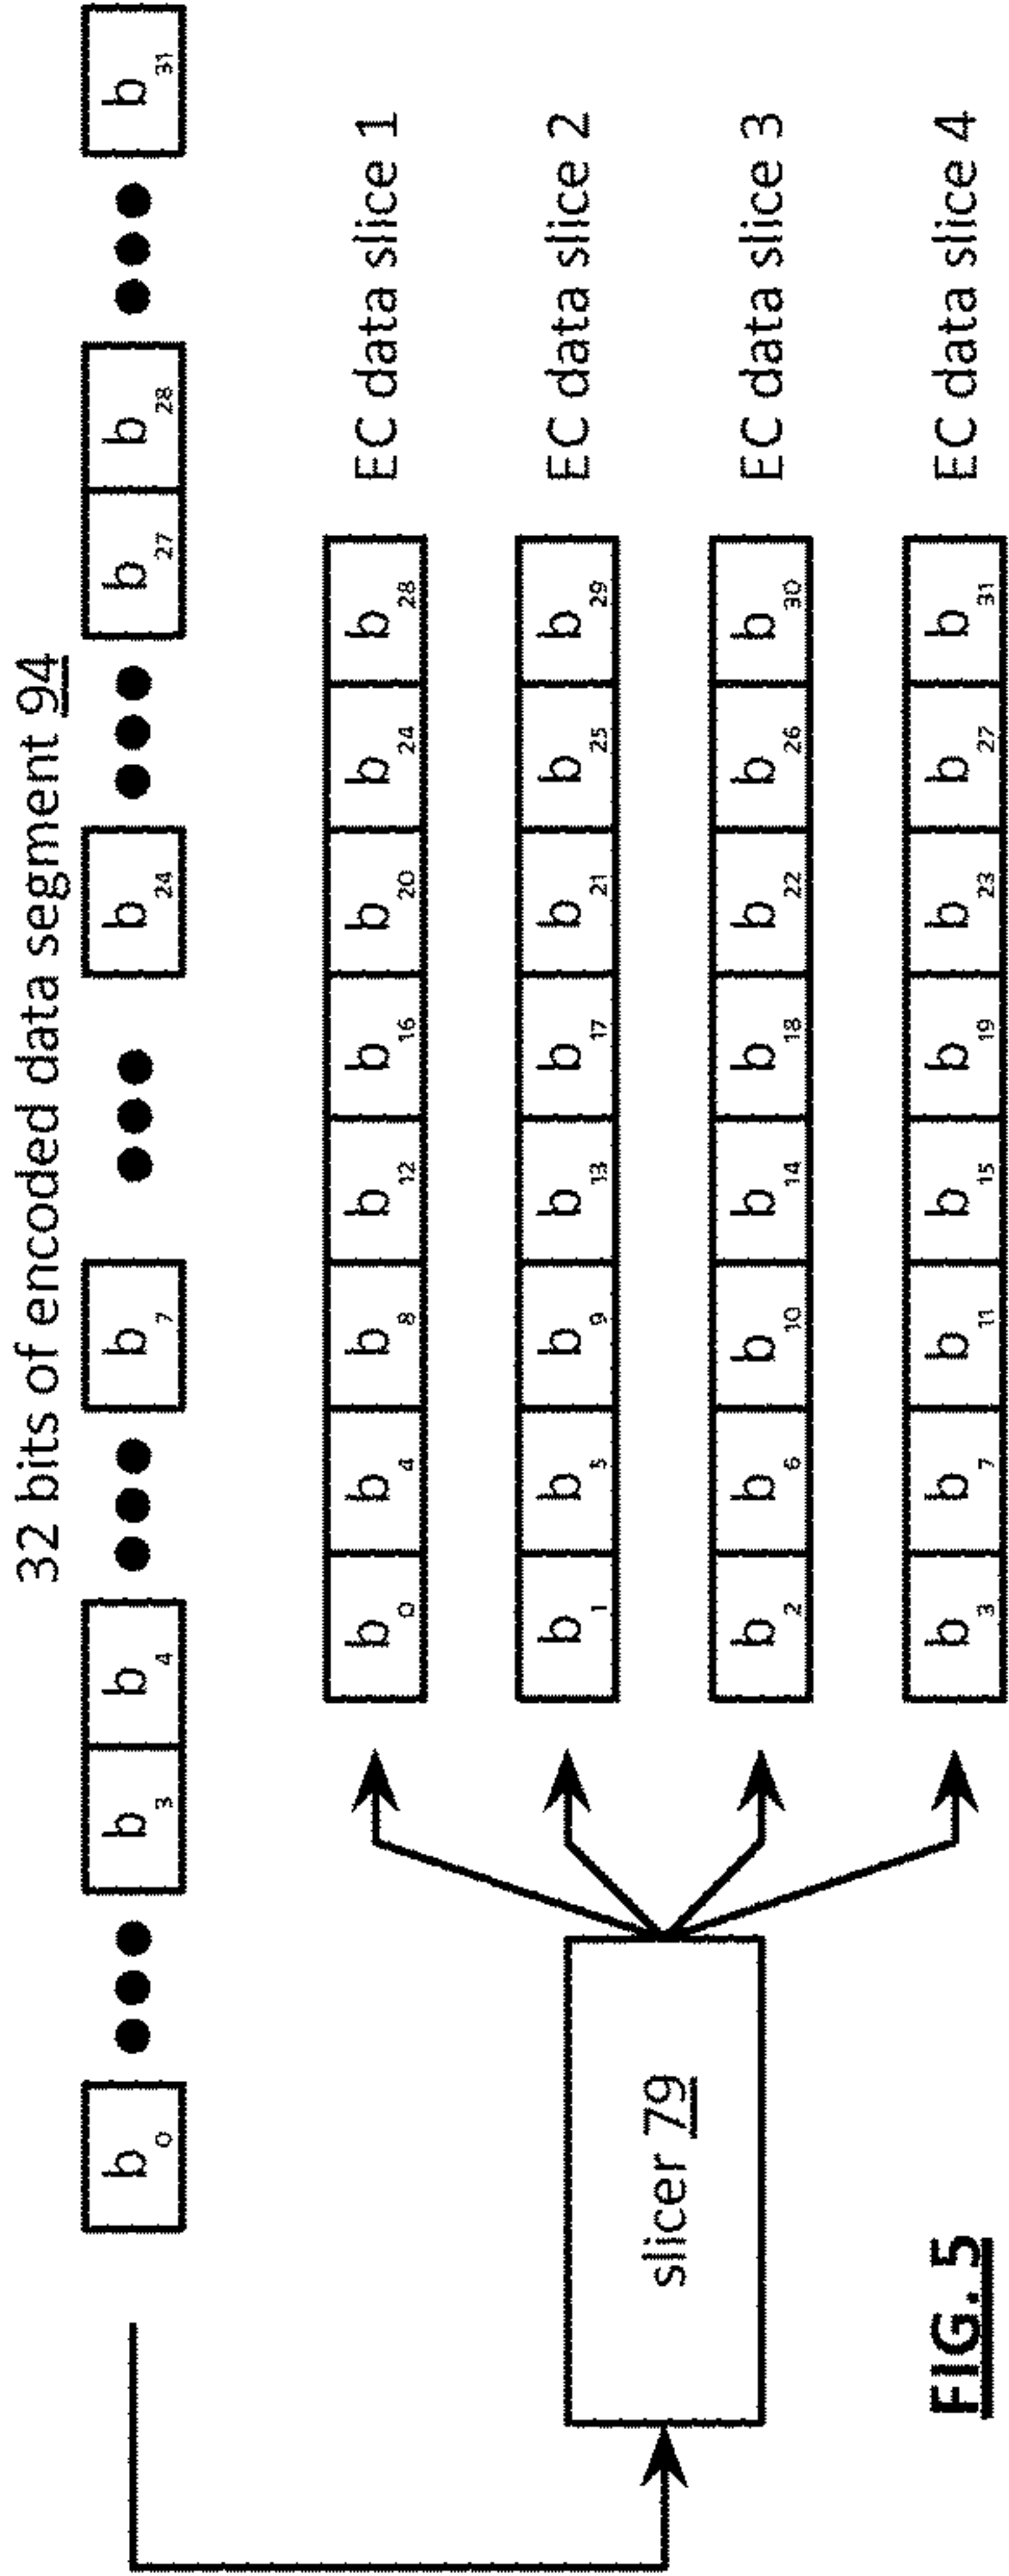 32 bits of encoded data segment 94
b0 ●●● b3 b4 ●●● b7 ●●● b24 ●●● b27 b28 ●●● b31
b0 b4 b8 b12 b16 b20 b24 b28 EC data slice 1
b1 b5 b9 b13 b17 b21 b25 b29 EC data slice 2
slicer 79
b2 b6 b10 b14 b18 b22 b26 b30 EC data slice 3
b3 b7 b11 b15 b19 b23 b27 b31 EC data slice 4
FIG. 5